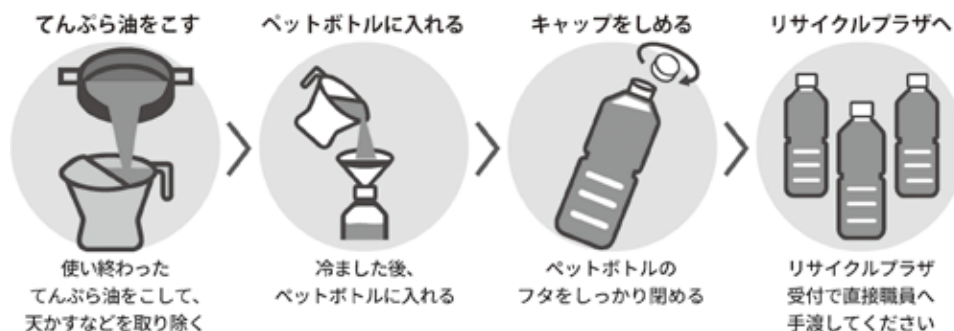 てんぷら油をこす
ペットボトルに入れる
キャップをしめる
リサイクルプラザへ
使い終わった
てんぷら油をこして、
天かすなどを取り除く
冷ました後、
ペットボトルに入れる
ペットボトルの
フタをしっかり閉める
リサイクルプラザ
受付で直接職員へ
手渡してください